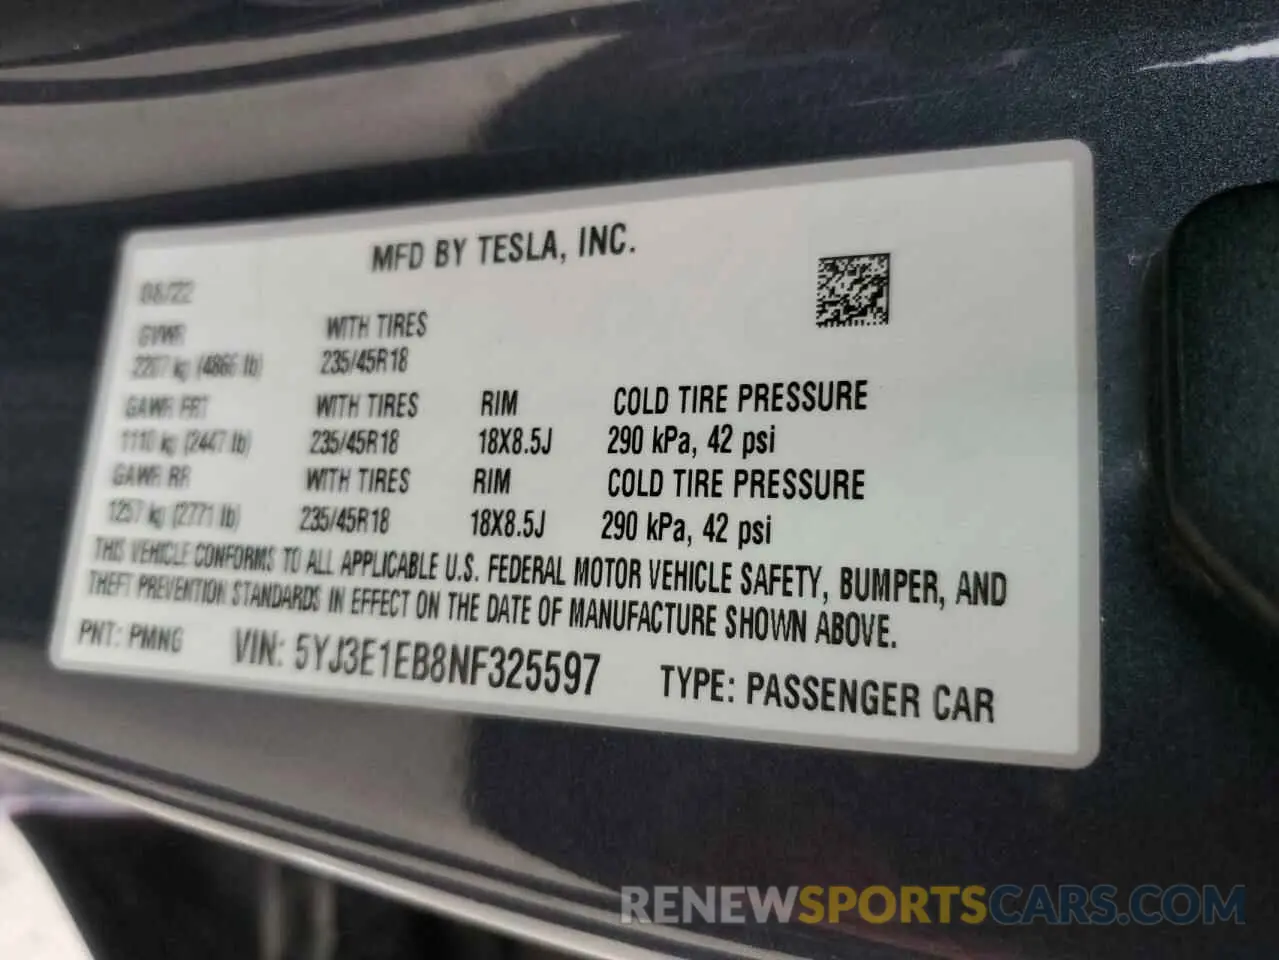 MFD BY TESLA, INC.
08/22
GVWR WITH TIRES
2207 kg (4866 lb) 235/45R18
GAWR FRT WITH TIRES RIM COLD TIRE PRESSURE
1110 kg (2447 lb) 235/45R18 18X8.5J 290 kPa, 42 psi
GAWR RR WITH TIRES RIM COLD TIRE PRESSURE
1257 kg (2771 lb) 235/45R18 18X8.5J 290 kPa, 42 psi
THIS VEHICLE CONFORMS TO ALL APPLICABLE U.S. FEDERAL MOTOR VEHICLE SAFETY, BUMPER, AND
THEFT PREVENTION STANDARDS IN EFFECT ON THE DATE OF MANUFACTURE SHOWN ABOVE.
PNT: PMNG VIN: 5YJ3E1EB8NF325597 TYPE: PASSENGER CAR
RENEWSPORTSCARS.COM